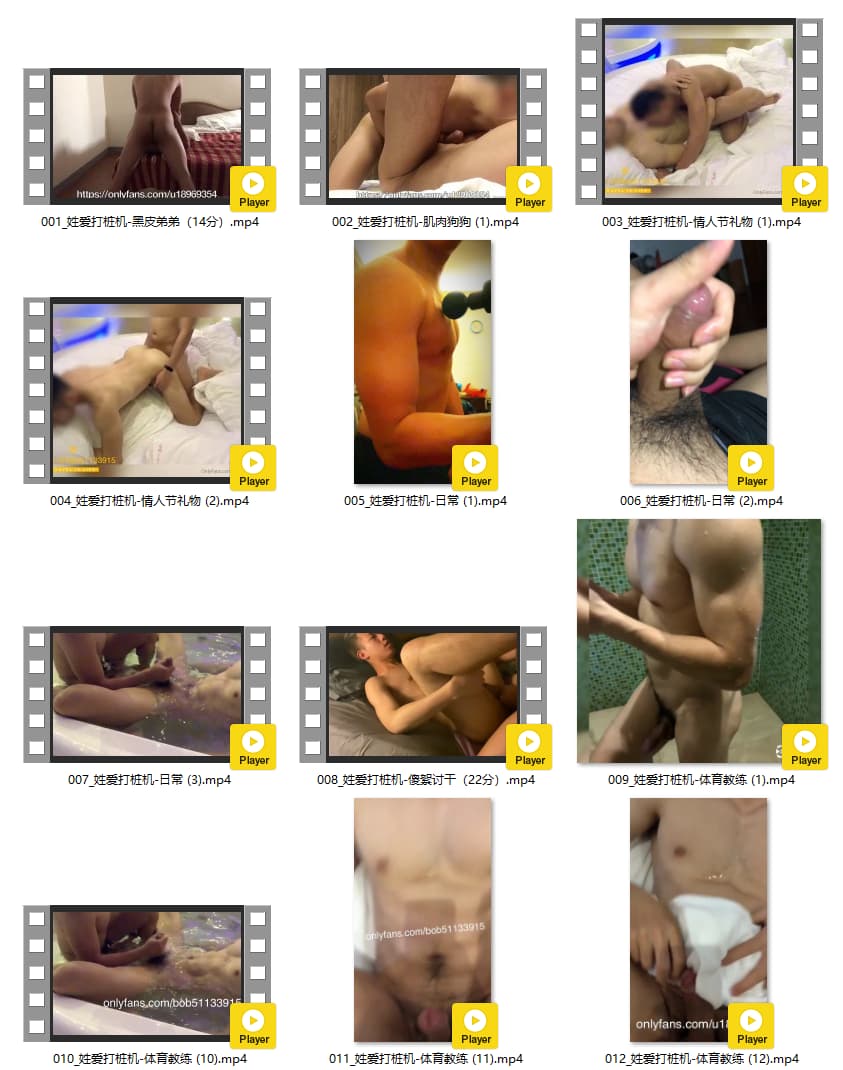 https://onlyfans.com/u18969354
Player
https://onlyfans.com/u18969354
Player
Player
001_姓爱打桩机-黑皮弟弟（14分）.mp4
002_姓爱打桩机-肌肉狗狗 (1).mp4
003_姓爱打桩机-情人节礼物 (1).mp4
Player
Player
Player
004_姓爱打桩机-情人节礼物 (2).mp4
005_姓爱打桩机-日常 (1).mp4
006_姓爱打桩机-日常 (2).mp4
Player
Player
Player
007_姓爱打桩机-日常 (3).mp4
008_姓爱打桩机-傻絮讨干（22分）.mp4
009_姓爱打桩机-体育教练 (1).mp4
onlyfans.com/bob51133915
Player
onlyfans.com/bob51133915
Player
onlyfans.com/u18
Player
010_姓爱打桩机-体育教练 (10).mp4
011_姓爱打桩机-体育教练 (11).mp4
012_姓爱打桩机-体育教练 (12).mp4